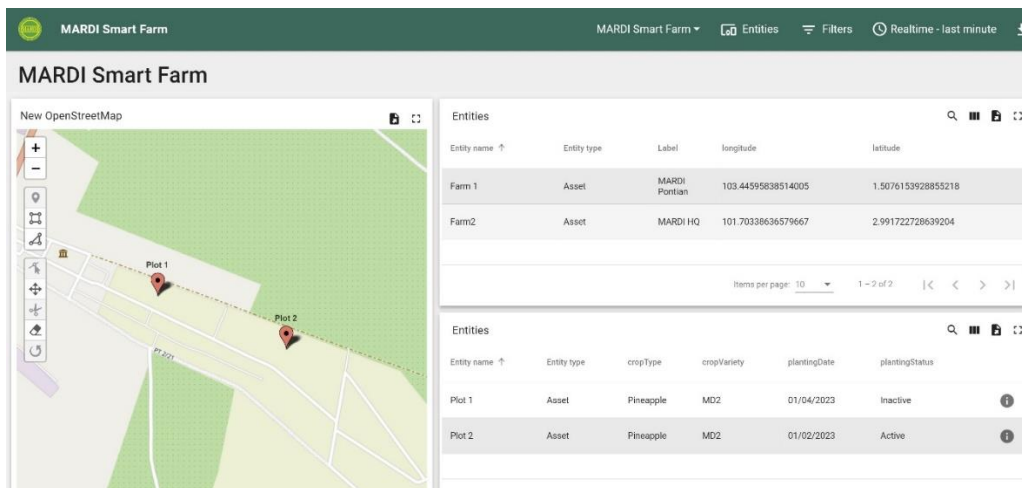 MARDI Smart Farm
MARDI Smart Farm Entities Filters Realtime - last minute
MARDI Smart Farm
New OpenStreetMap
+
−
Plot 1
Plot 2
PT 2/21
Entities
Entity name ↑ Entity type Label longitude latitude
Farm 1 Asset MARDI Pontian 103.44595838514005 1.5076153928855218
Farm2 Asset MARDI HQ 101.70338636579667 2.991722728639204
Items per page: 10 1 – 2 of 2
Entities
Entity name ↑ Entity type cropType cropVariety plantingDate plantingStatus
Plot 1 Asset Pineapple MD2 01/04/2023 Inactive
Plot 2 Asset Pineapple MD2 01/02/2023 Active